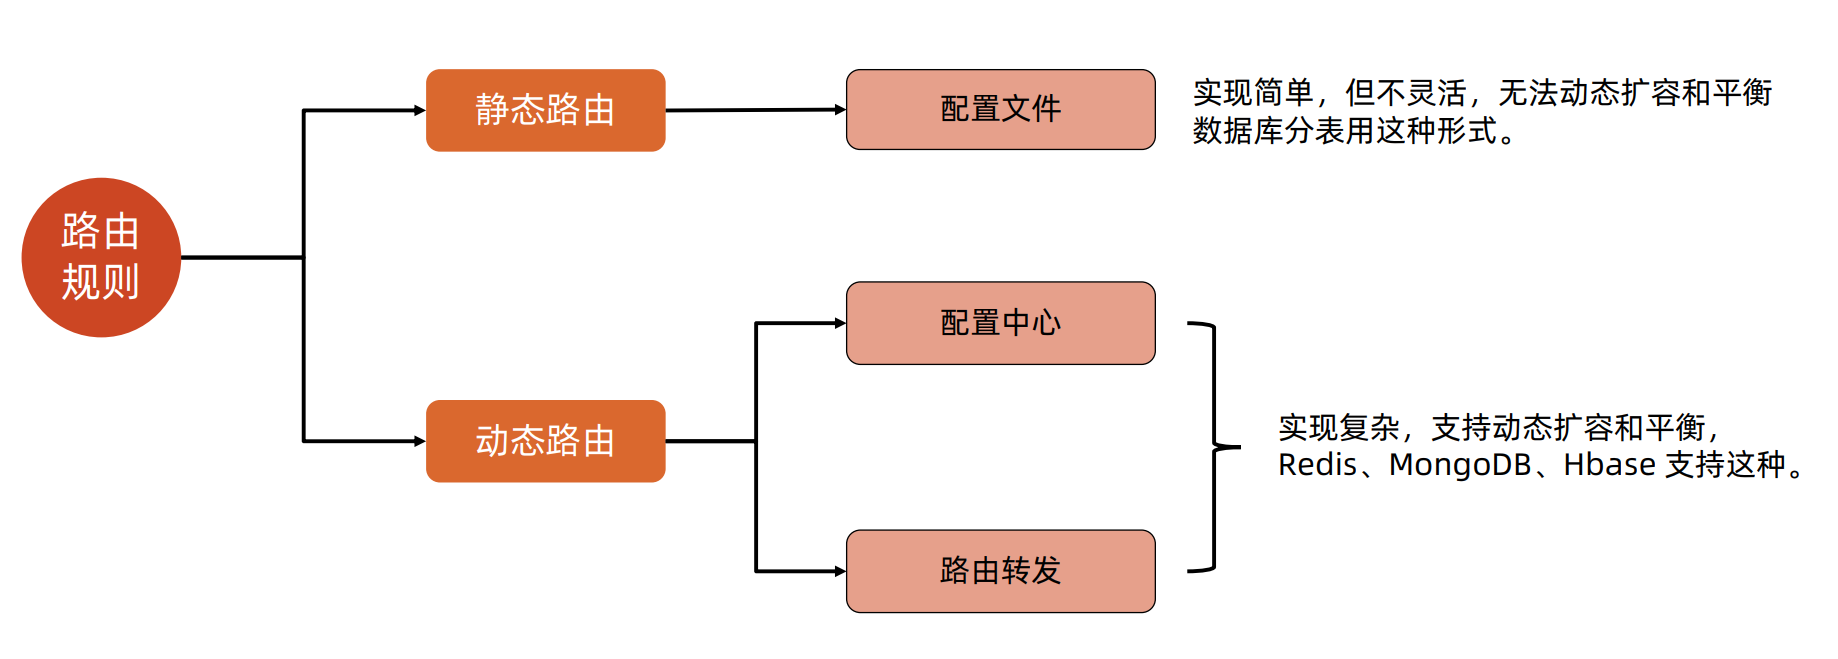 路由
规则
静态路由
配置文件
实现简单，但不灵活，无法动态扩容和平衡
数据库分表用这种形式。
动态路由
配置中心
路由转发
实现复杂，支持动态扩容和平衡，
Redis、MongoDB、Hbase 支持这种。